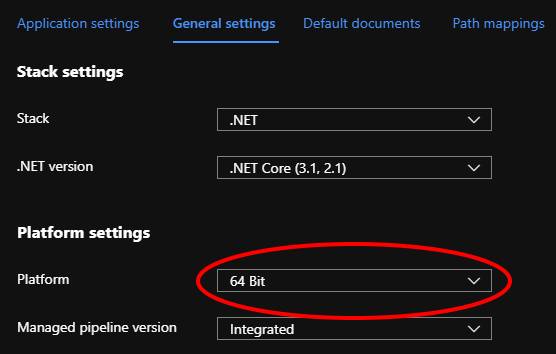 Application settings General settings Default documents Path mappings
Stack settings
Stack .NET
.NET version .NET Core (3.1, 2.1)
Platform settings
Platform 64 Bit
Managed pipeline version Integrated